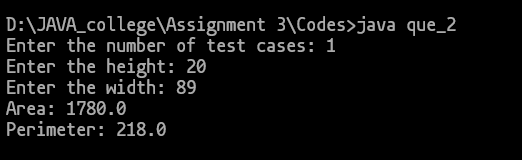 D:\JAVA_college\Assignment 3\Codes>java que_2
Enter the number of test cases: 1
Enter the height: 20
Enter the width: 89
Area: 1780.0
Perimeter: 218.0